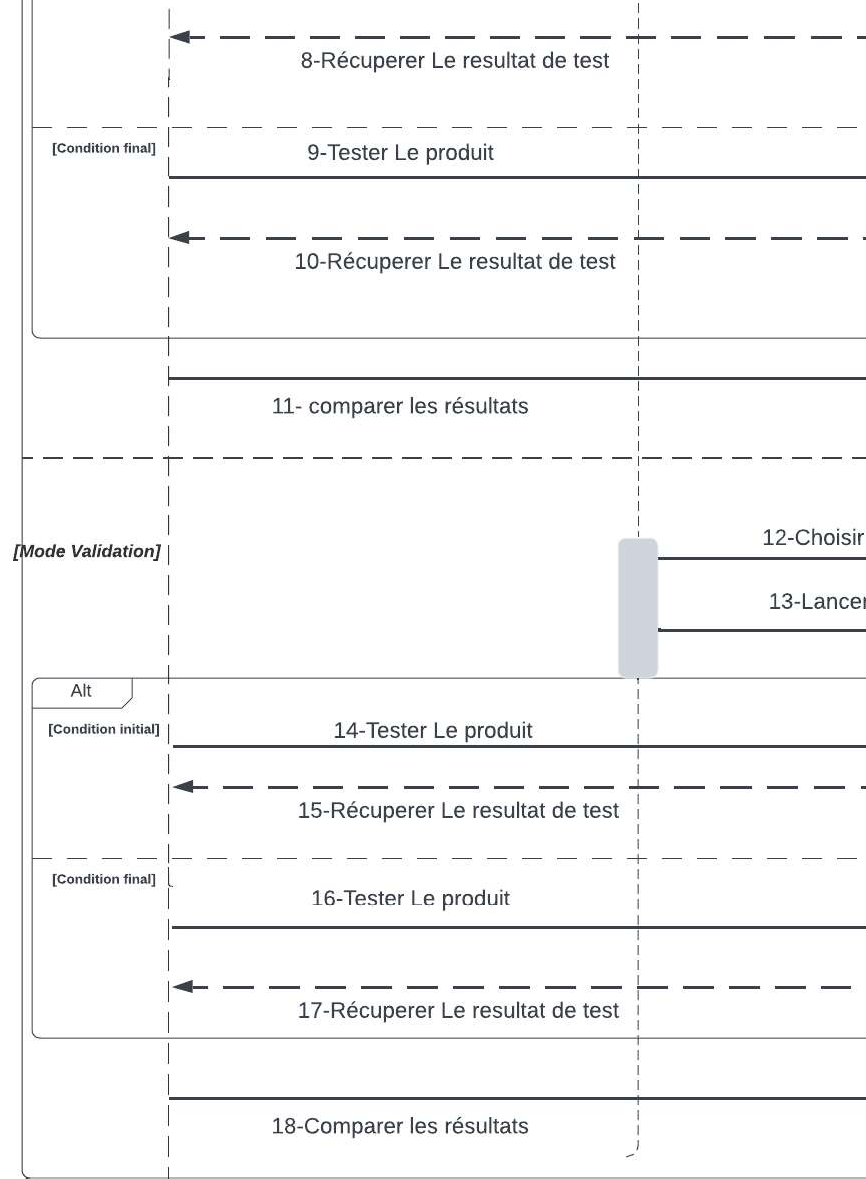 8-Récuperer Le resultat de test
[Condition final]
9-Tester Le produit
10-Récuperer Le resultat de test
11- comparer les résultats
[Mode Validation]
12-Choisir
13-Lancer
Alt
[Condition initial]
14-Tester Le produit
15-Récuperer Le resultat de test
[Condition final]
16-Tester Le produit
17-Récuperer Le resultat de test
18-Comparer les résultats